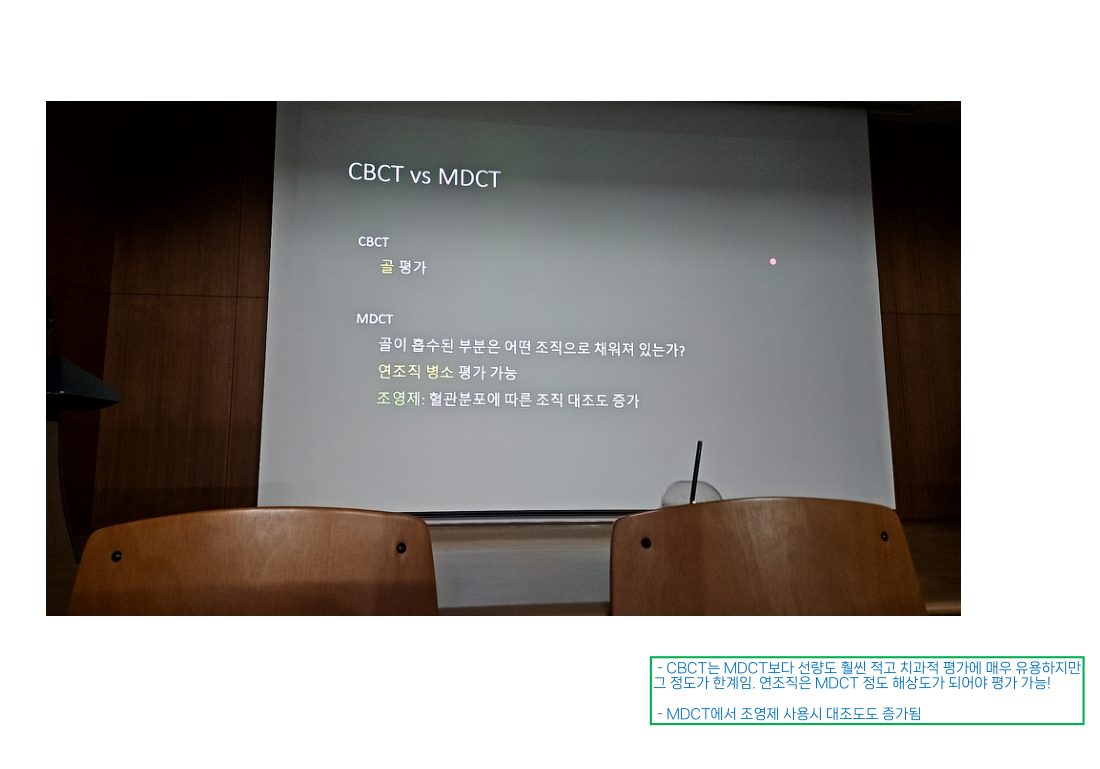 CBCT vs MDCT
CBCT
골 평가
MDCT
골이 흡수된 부분은 어떤 조직으로 채워져 있는가?
연조직 병소 평가 가능
조영제: 혈관분포에 따른 조직 대조도 증가
- CBCT는 MDCT보다 선량도 훨씬 적고 치과적 평가에 매우 유용하지만
그 정도가 한계임. 연조직은 MDCT 정도 해상도가 되어야 평가 가능!
- MDCT에서 조영제 사용시 대조도도 증가됨